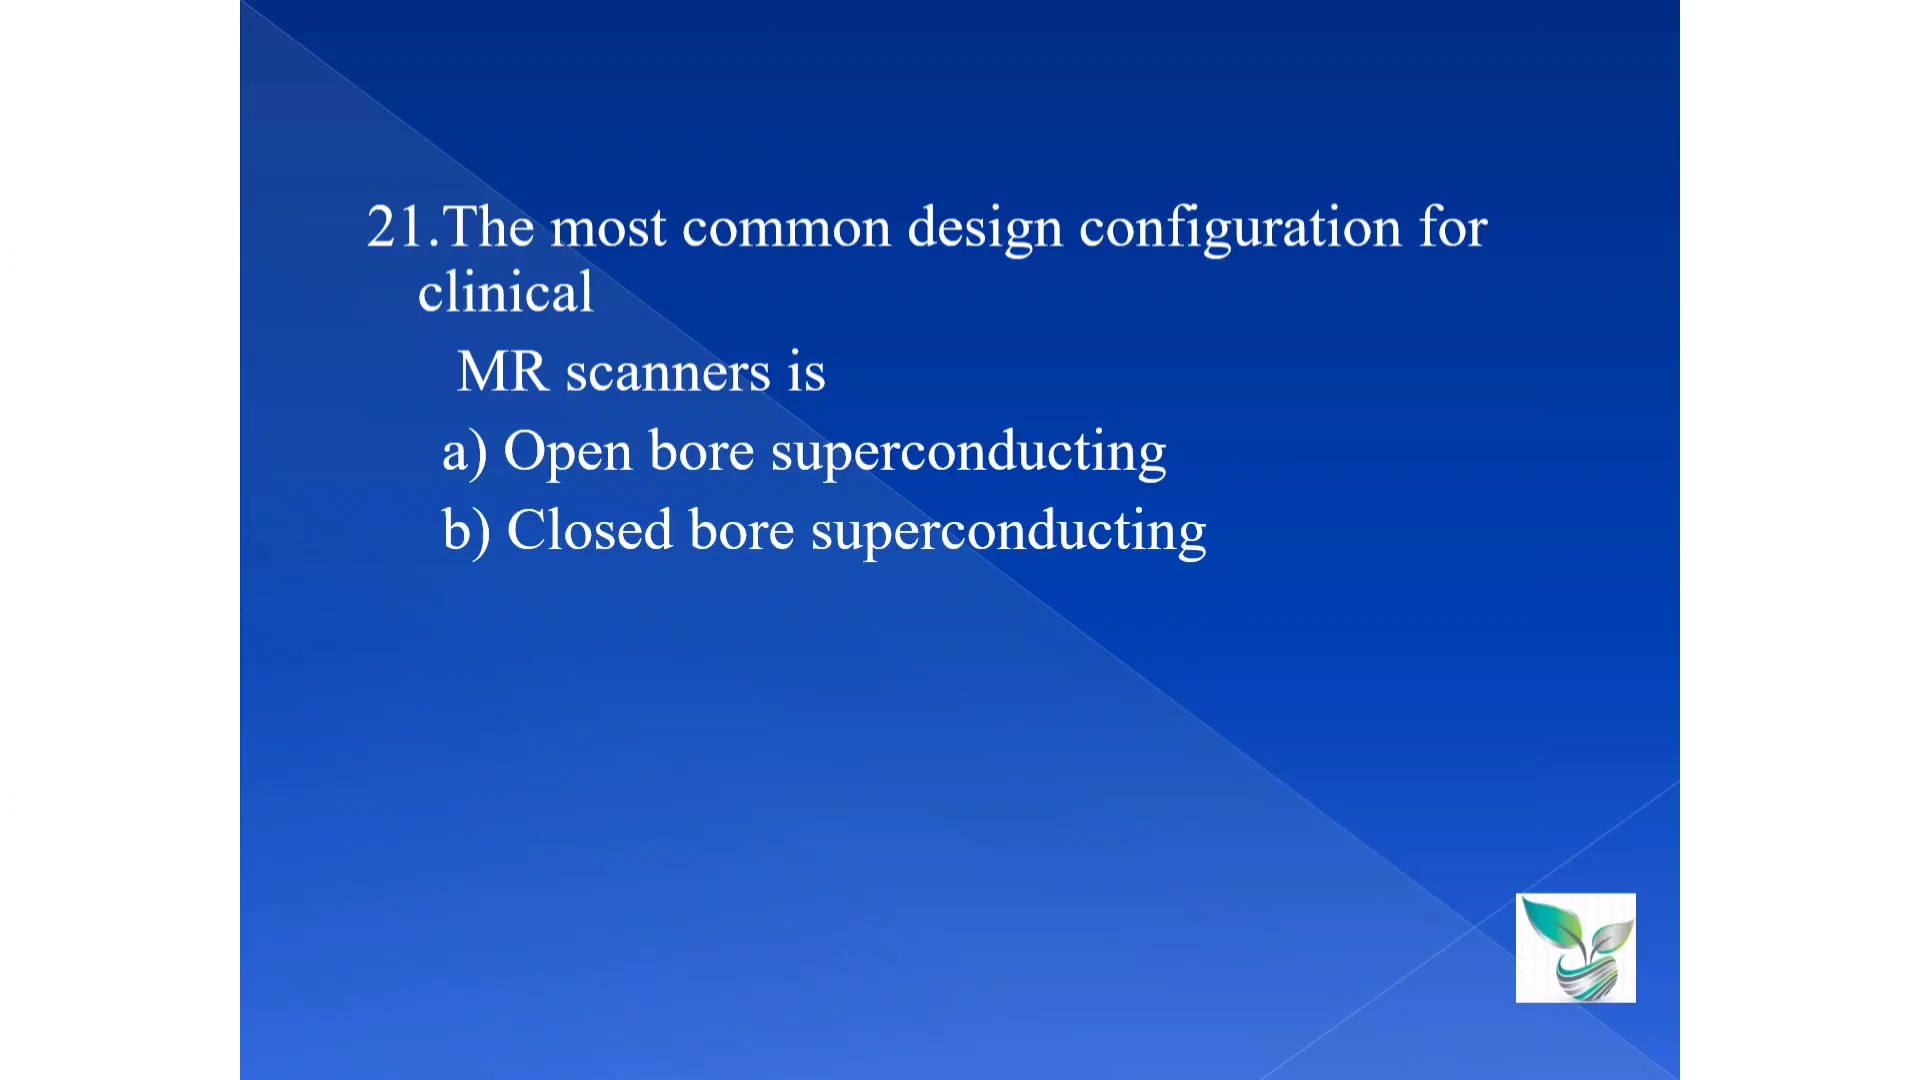 21.The most common design configuration for
clinical
MR scanners is
a) Open bore superconducting
b) Closed bore superconducting